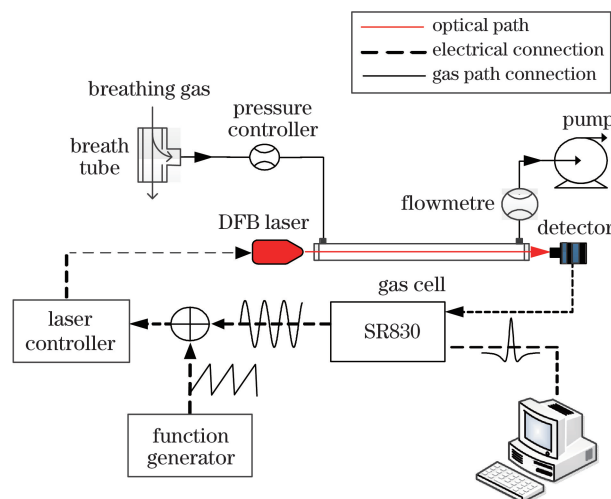 optical path
electrical connection
gas path connection
breathing gas
pressure
controller
breath
tube
pump
flowmetre
DFB laser
detector
gas cell
laser
controller
SR830
function
generator